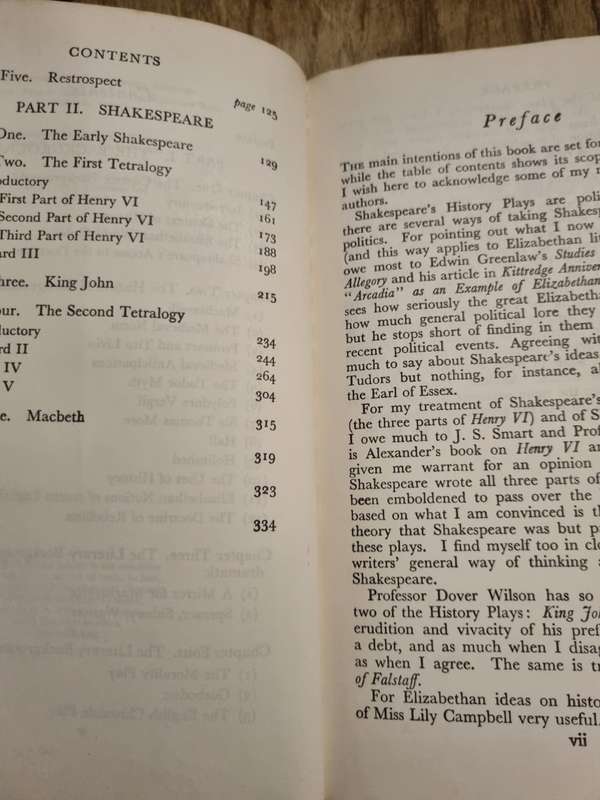 CONTENTS
Five. Restrospect
page 125
PART II. SHAKESPEARE
One. The Early Shakespeare
129
Two. The First Tetralogy
oductory
147
First Part of Henry VI
161
Second Part of Henry VI
173
Third Part of Henry VI
188
ard III
198
hree. King John
215
our. The Second Tetralogy
ductory
234
rd II
244
IV
264
V
304
e. Macbeth
315
319
323
334
Preface
THE main intentions of this book are set for
while the table of contents shows its scop
I wish here to acknowledge some of my
authors.
Shakespeare's History Plays are poli
there are several ways of taking Shakesp
politics. For pointing out what I now
(and this way applies to Elizabethan lit
owe most to Edwin Greenlaw's Studies
Allegory and his article in Kittredge Anniver
"Arcadia" as an Example of Elizabethan
sees how seriously the great Elizabeth
how much general political lore they
but he stops short of finding in them
recent political events. Agreeing wit
much to say about Shakespeare's ideas
Tudors but nothing, for instance, a
the Earl of Essex.
For my treatment of Shakespeare's
(the three parts of Henry VI) and of S
I owe much to J. S. Smart and Prof
is Alexander's book on Henry VI an
given me warrant for an opinion
Shakespeare wrote all three parts of
been emboldened to pass over the
based on what I am convinced is th
theory that Shakespeare was but pr
these plays. I find myself too in clo
writers' general way of thinking a
Shakespeare.
Professor Dover Wilson has so
two of the History Plays: King Joh
erudition and vivacity of his pref
a debt, and as much when I disag
as when I agree. The same is tr
of Falstaff.
For Elizabethan ideas on histo
of Miss Lily Campbell very useful.
vii